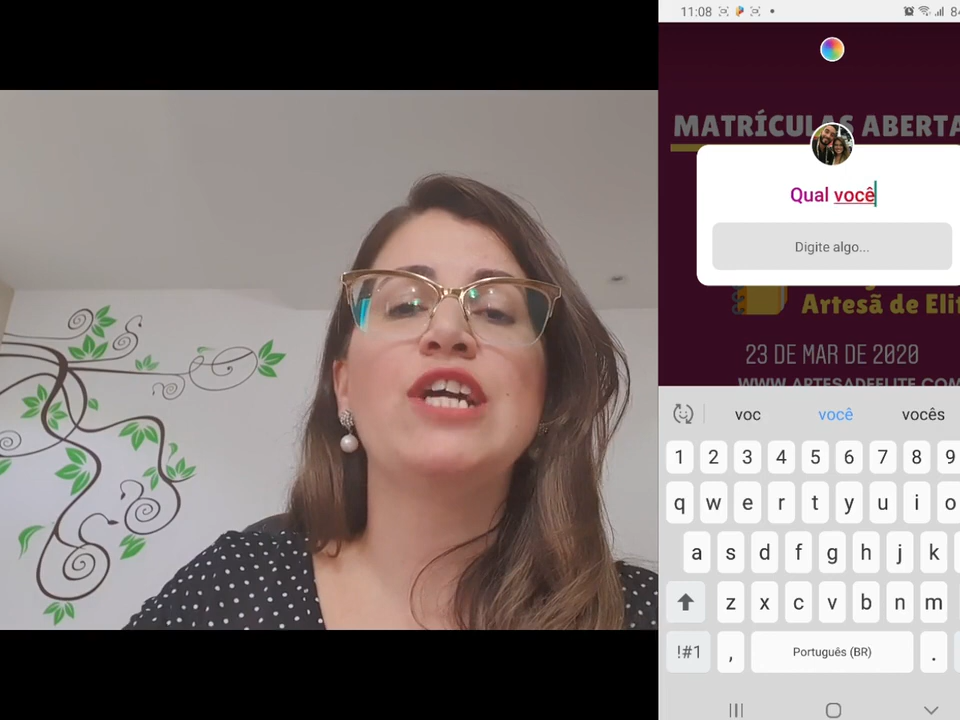 11:08
84
MATRÍCULAS ABERTA
Qual você
Digite algo...
Artesã de Elit
23 DE MAR DE 2020
WWW.ARTESADEELITE.COM
voc você vocês
1 2 3 4 5 6 7 8 9
q w e r t y u i o
a s d f g h j k
z x c v b n m
!#1 , Português (BR) .